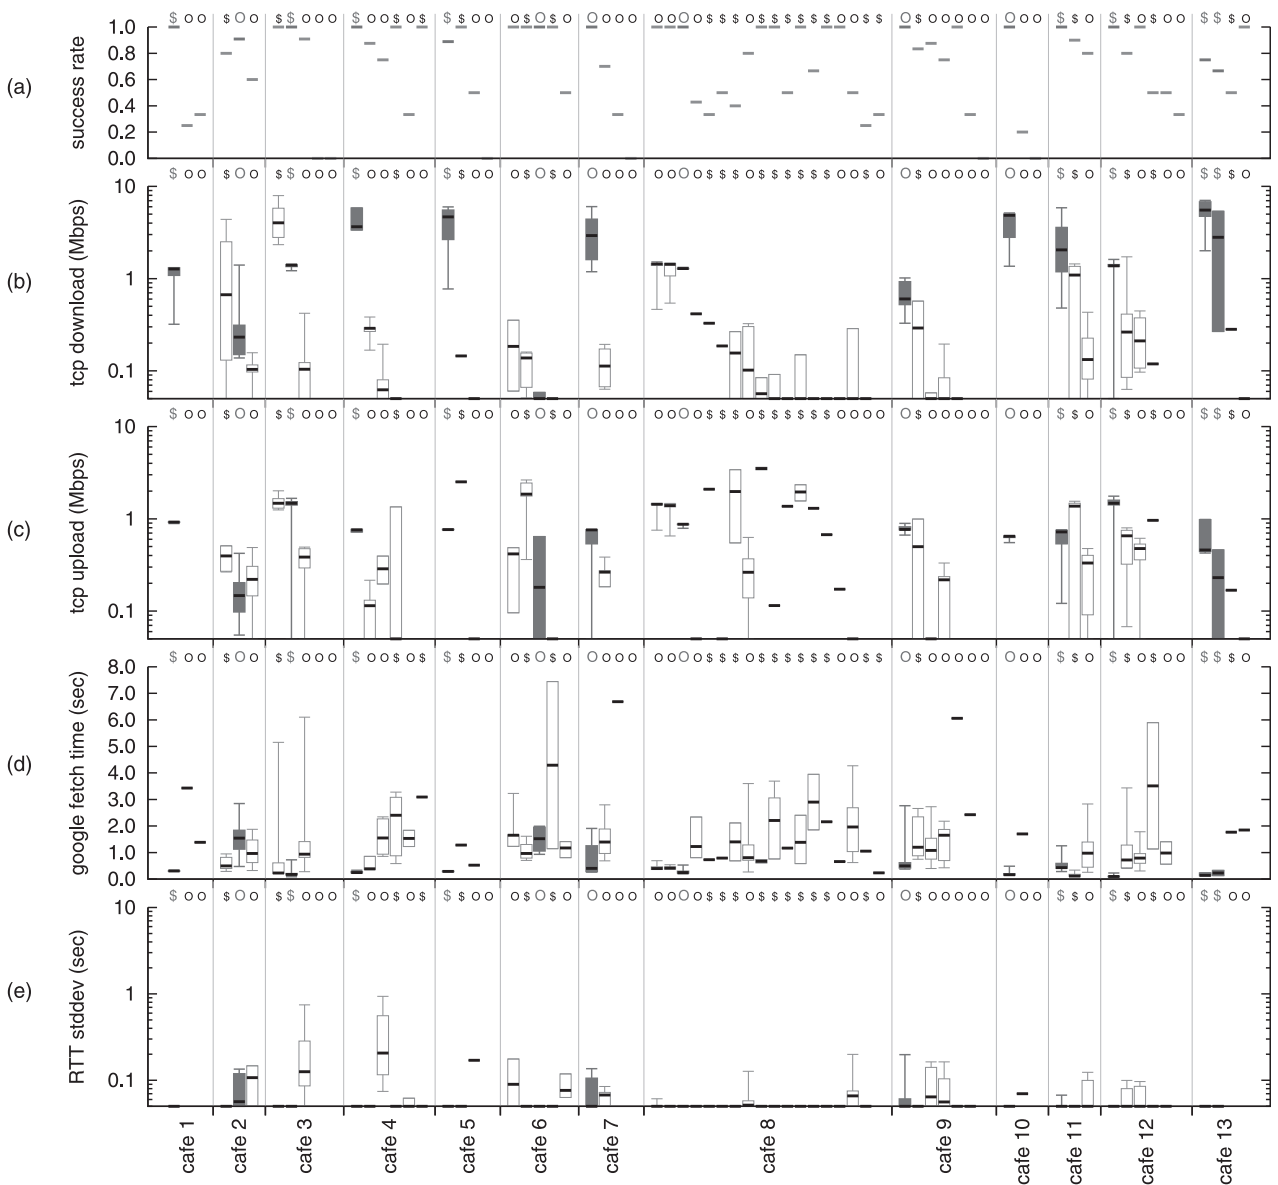 $ O O $ O O $ $ O O O $ O O $ O $ $ $ O O O $ O $ O O O O O O O O O $ $ $ O $ $ $ $ $ $ O O $ $ O $ O O O O O O O O $ $ O $ $ O $ O O $ $ $ O
1.0
0.8
0.6
0.4
0.2
0.0
success rate
(a)
$ O O $ O O $ $ O O O $ O O $ O O $ $ O O O $ O $ O O O O O O O O $ $ $ $ O $ $ $ $ $ $ O O O O O $ O O O O O O O O $ $ O $ $ O $ O O $ $ $ O
10
1
0.1
tcp download (Mbps)
(b)
$ O O $ O O $ $ O O O $ O O $ O O $ $ O O O $ O $ O O O O O O O O $ $ $ $ O $ $ $ $ $ $ O O O O O $ O O O O O O O O $ $ O $ $ O $ O O $ $ $ O
10
1
0.1
tcp upload (Mbps)
(c)
$ O O $ O O $ $ O O O $ O O $ O $ $ $ O O O $ O $ O O O O O O O O O $ $ $ O $ $ $ $ $ $ O O $ $ O $ O O O O O O O O $ $ O $ $ O $ O O $ $ $ O
8.0
7.0
6.0
5.0
4.0
3.0
2.0
1.0
0.0
google fetch time (sec)
(d)
$ O O $ O O $ $ O O O $ O O $ O $ $ $ O O O $ O $ O O O O O O O O O $ $ $ O $ $ $ $ $ $ O O $ $ O $ O O O O O O O O $ $ O $ $ O $ O O $ $ O O
10
1
0.1
RTT stddev (sec)
(e)
cafe 1
cafe 2
cafe 3
cafe 4
cafe 5
cafe 6
cafe 7
cafe 8
cafe 9
cafe 10
cafe 11
cafe 12
cafe 13